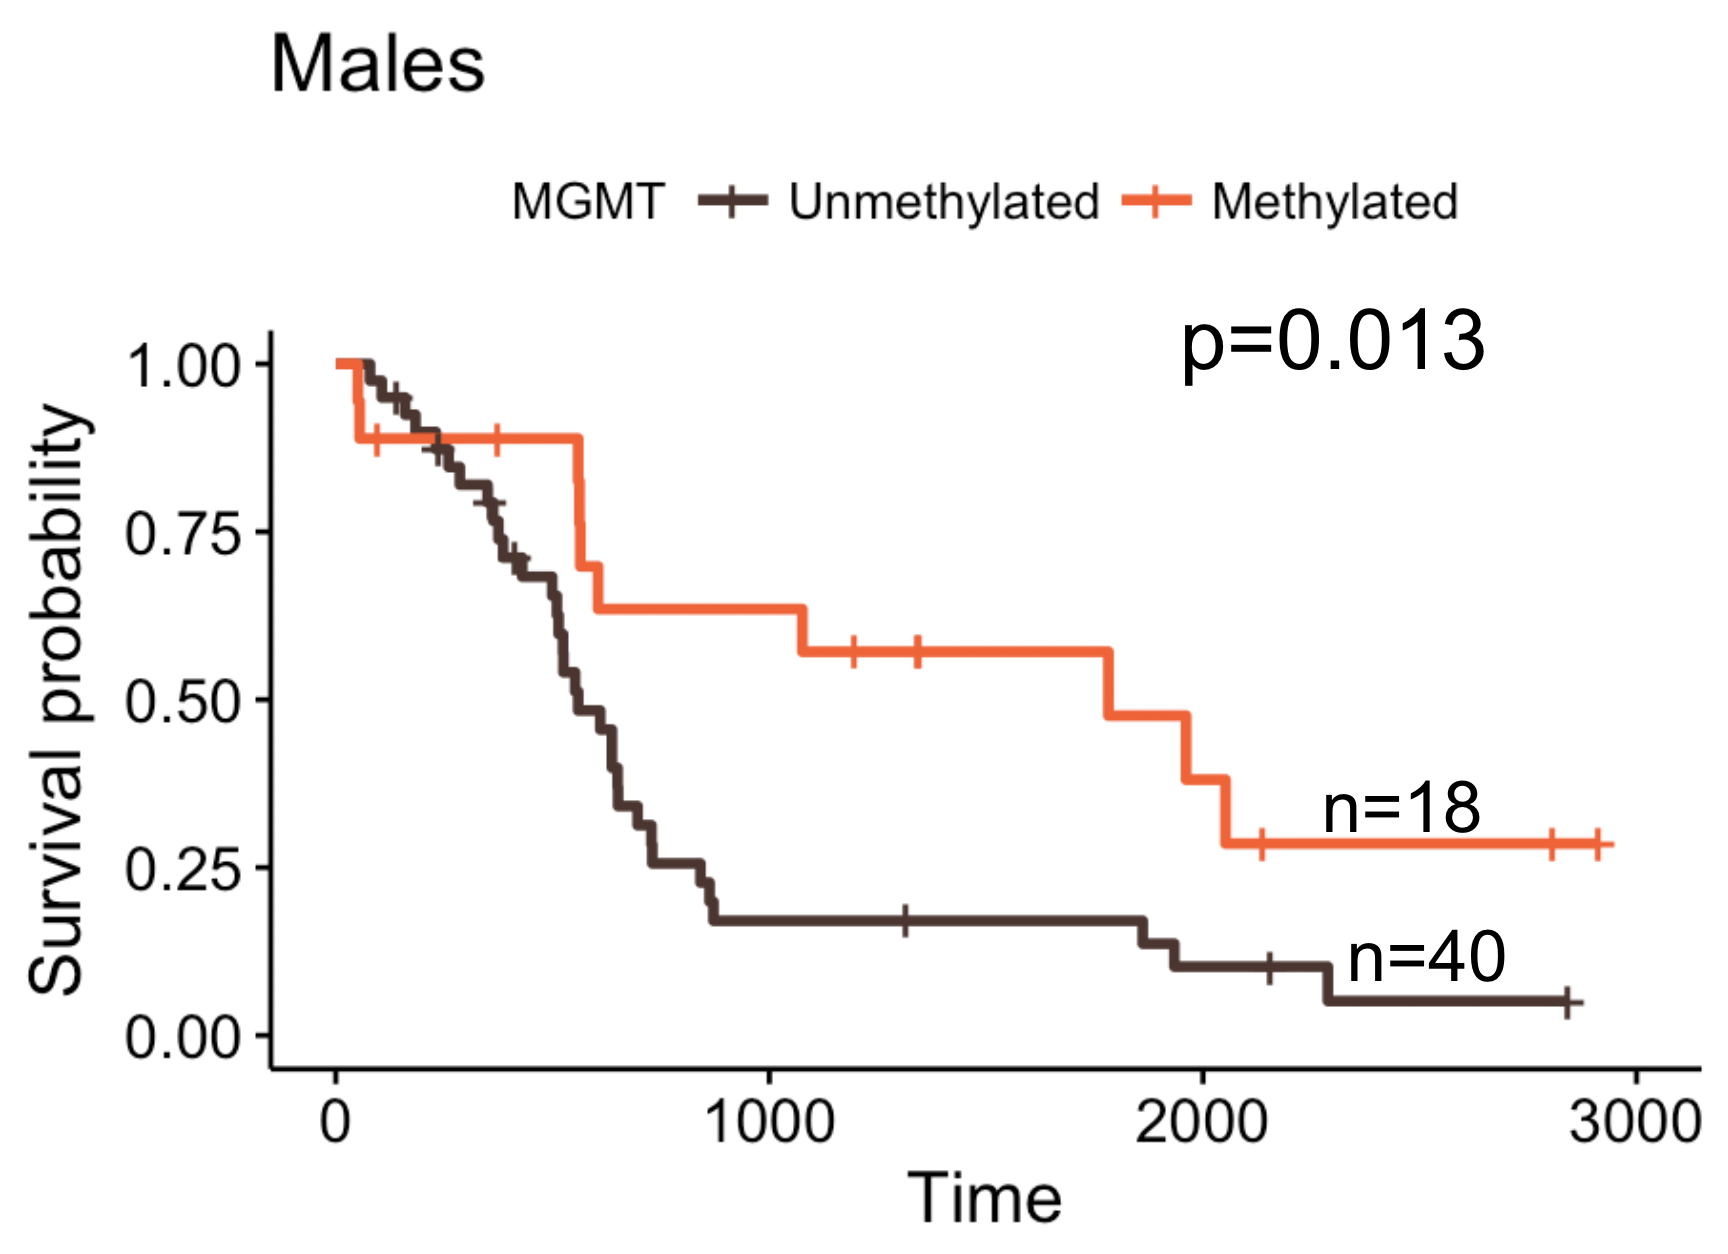 Males
MGMT Unmethylated Methylated
p=0.013
Survival probability
1.00
0.75
0.50
0.25
0.00
n=18
n=40
0 1000 2000 3000
Time